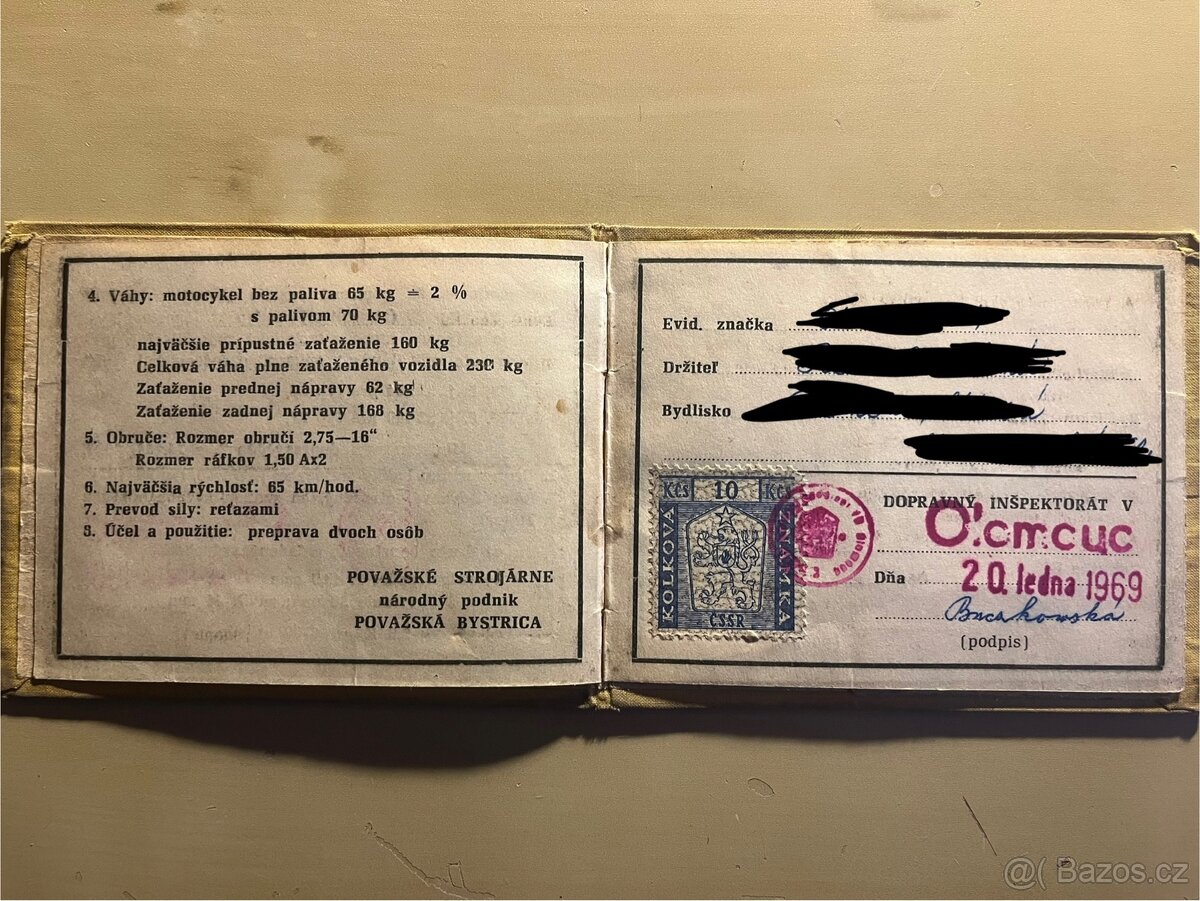 4. Váhy: motocykel bez paliva 65 kg = 2 %
s palivom 70 kg
najväčšie prípustné zaťaženie 160 kg
Celková váha plne zaťaženého vozidla 230 kg
Zaťaženie prednej nápravy 62 kg
Zaťaženie zadnej nápravy 168 kg
5. Obruče: Rozmer obručí 2,75—16“
Rozmer ráfkov 1,50 Ax2
6. Najväčšia rýchlosť: 65 km/hod.
7. Prevod sily: reťazami
3. Účel a použitie: preprava dvoch osôb
POVAŽSKÉ STROJÁRNE
národný podnik
POVAŽSKÁ BYSTRICA
Evid. značka
Držiteľ
Bydlisko
Kčs 10 Kčs
KOLKOVÁ
ZNÁMKA
ČSSR
DOPRAVNÝ INŠPEKTORÁT V
Olomouc
Dňa 20. ledna 1969
(podpis)
@( Bazos.cz